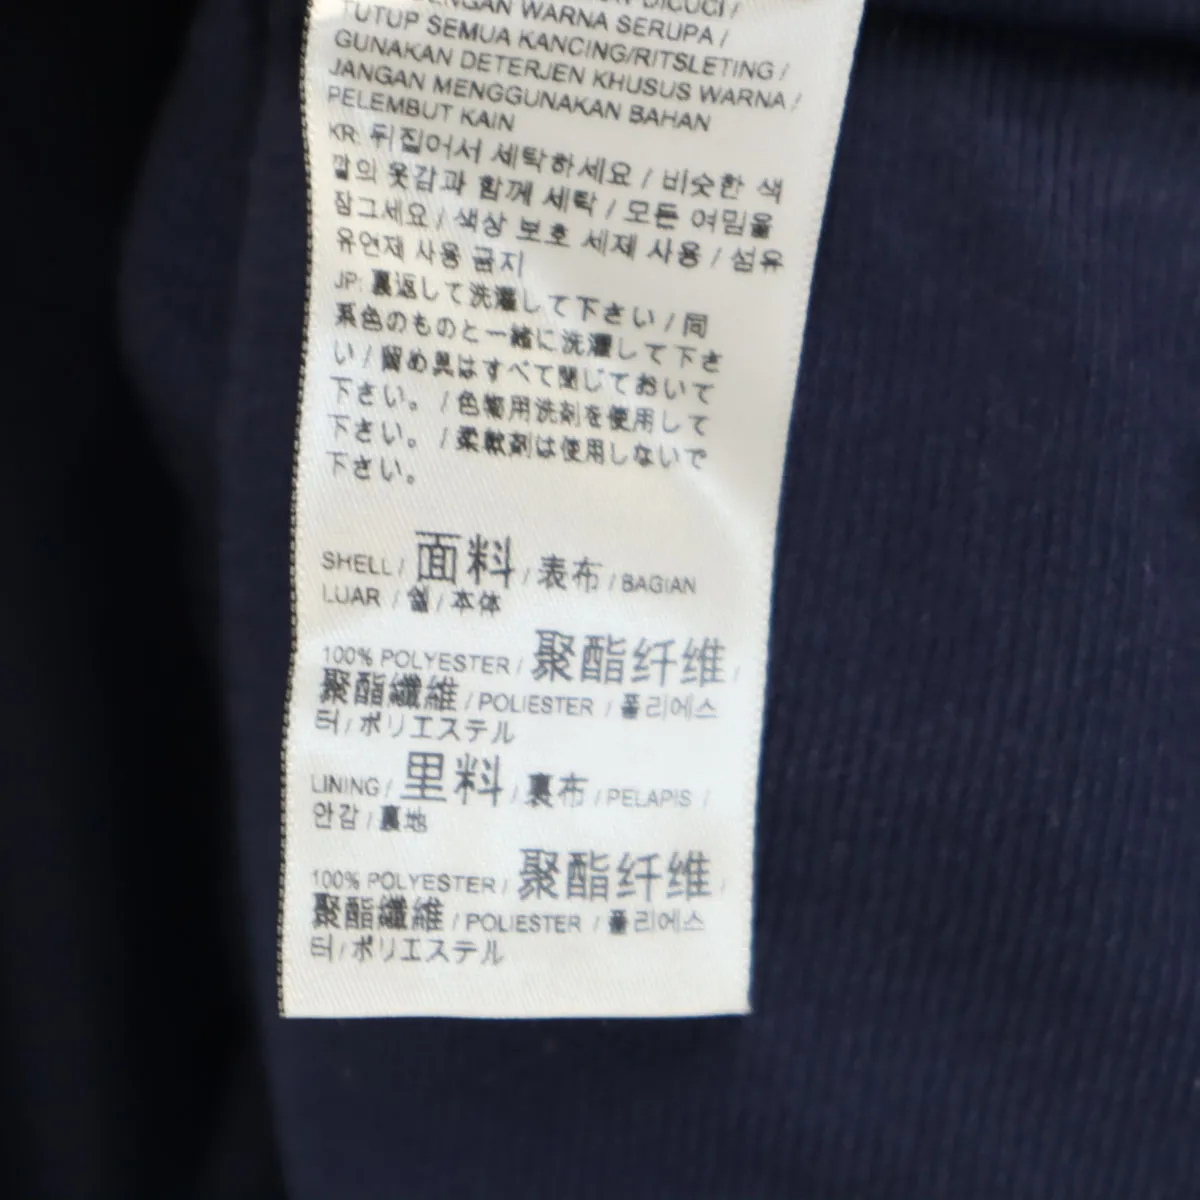 DICUCI /
DENGAN WARNA SERUPA /
TUTUP SEMUA KANCING/RITSLETING /
GUNAKAN DETERJEN KHUSUS WARNA /
JANGAN MENGGUNAKAN BAHAN
PELEMBUT KAIN
KR: 뒤집어서 세탁하세요 / 비슷한 색
깔의 옷감과 함께 세탁 / 모든 여밈을
잠그세요 / 색상 보호 세제 사용 / 섬유
유연제 사용 금지
JP: 裏返して洗濯して下さい / 同
系色のものと一緒に洗濯して下さ
い / 留め具はすべて閉じておいて
下さい。 / 色物用洗剤を使用して
下さい。 / 柔軟剤は使用しないで
下さい。
SHELL / 面料 / 表布 / BAGIAN
LUAR / 쉘 / 本体
100% POLYESTER / 聚酯纤维 /
聚酯纖維 / POLIESTER / 폴리에스
터 / ポリエステル
LINING / 里料 / 裏布 / PELAPIS /
안감 / 裏地
100% POLYESTER / 聚酯纤维 /
聚酯纖維 / POLIESTER / 폴리에스
터 / ポリエステル